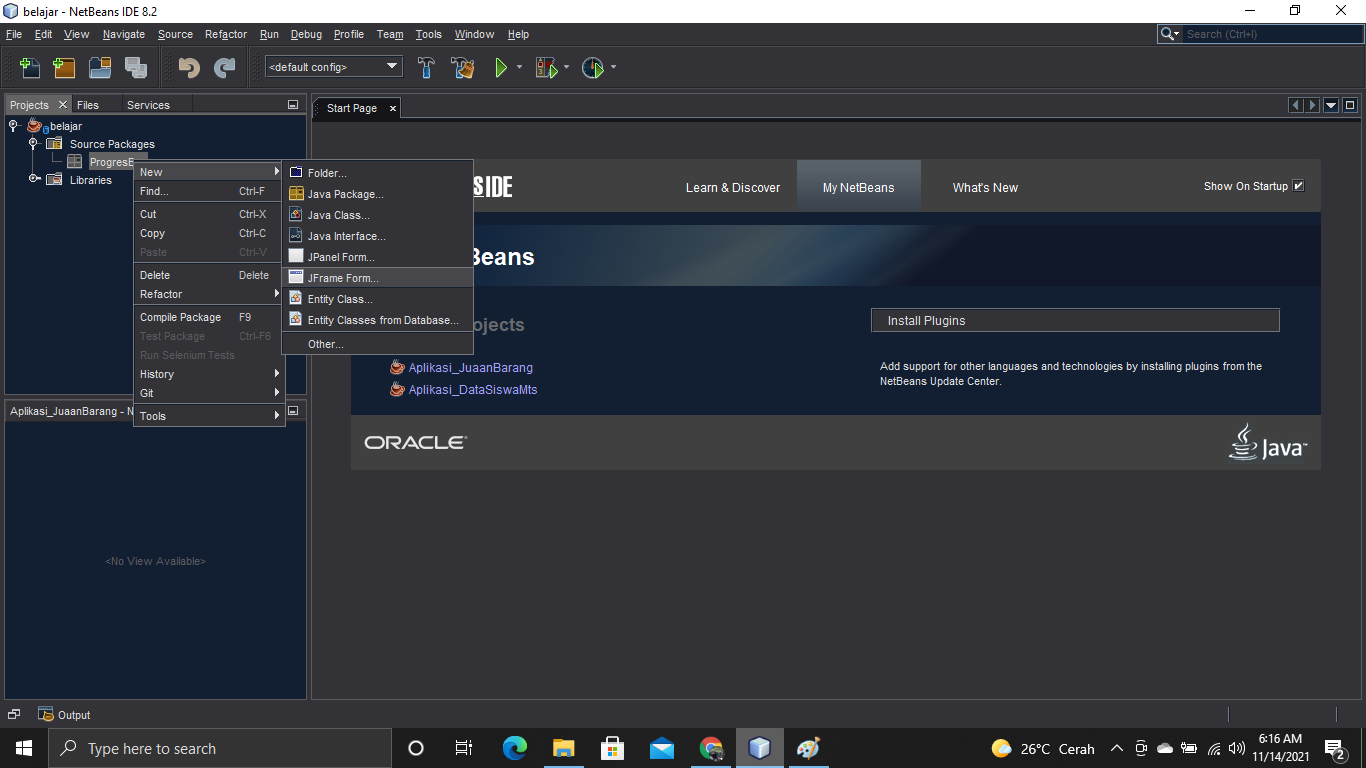 belajar - NetBeans IDE 8.2
File Edit View Navigate Source Refactor Run Debug Profile Team Tools Window Help
Search (Ctrl+I)
<default config>
Projects Files Services
belajar
Source Packages
Libraries
New
Find... Ctrl-F
Cut Ctrl-X
Copy Ctrl-C
Paste Ctrl-V
Delete Delete
Refactor
Compile Package F9
Test Package Ctrl-F6
Run Selenium Tests
History
Git
Tools
Folder...
Java Package...
Java Class...
Java Interface...
JPanel Form...
JFrame Form...
Entity Class...
Entity Classes from Database...
Other...
Aplikasi_JuaanBarang - N
<No View Available>
Start Page
IDE
Learn & Discover My NetBeans What's New Show On Startup
Beans
ojects
Aplikasi_JuaanBarang
Aplikasi_DataSiswaMts
Install Plugins
Add support for other languages and technologies by installing plugins from the
NetBeans Update Center.
ORACLE
Java™
Output
Type here to search
26°C Cerah
6:16 AM
11/14/2021
2